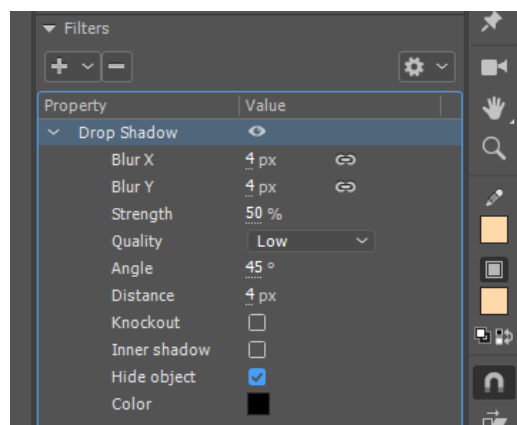 Filters
Property Value
Drop Shadow
Blur X 4 px
Blur Y 4 px
Strength 50 %
Quality Low
Angle 45 °
Distance 4 px
Knockout
Inner shadow
Hide object
Color